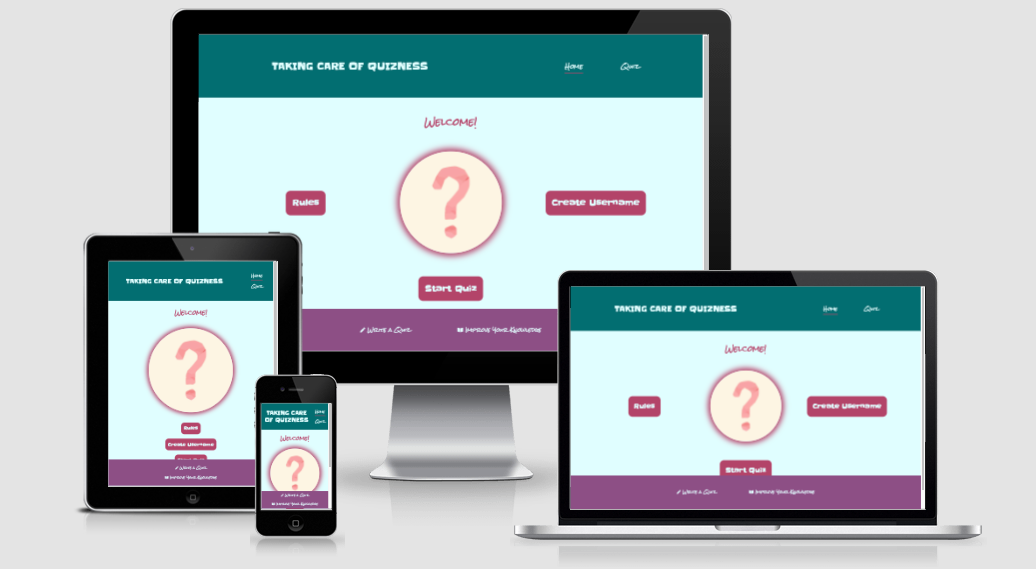 TAKING CARE OF QUIZNESS
Home
Quiz
Welcome!
?
Rules
Create Username
Start Quiz
Write a Quiz
Improve Your Knowledge
TAKING CARE OF QUIZNESS
Home
Quiz
Welcome!
?
Rules
Create Username
Start Quiz
Write a Quiz
Improve Your Knowledge
TAKING CARE
OF QUIZNESS
Home
Quiz
Welcome!
?
Write a Quiz
Improve Your Knowledge
TAKING CARE OF QUIZNESS
Home
Quiz
Welcome!
?
Rules
Create Username
Start Quiz
Write a Quiz
Improve Your Knowledge